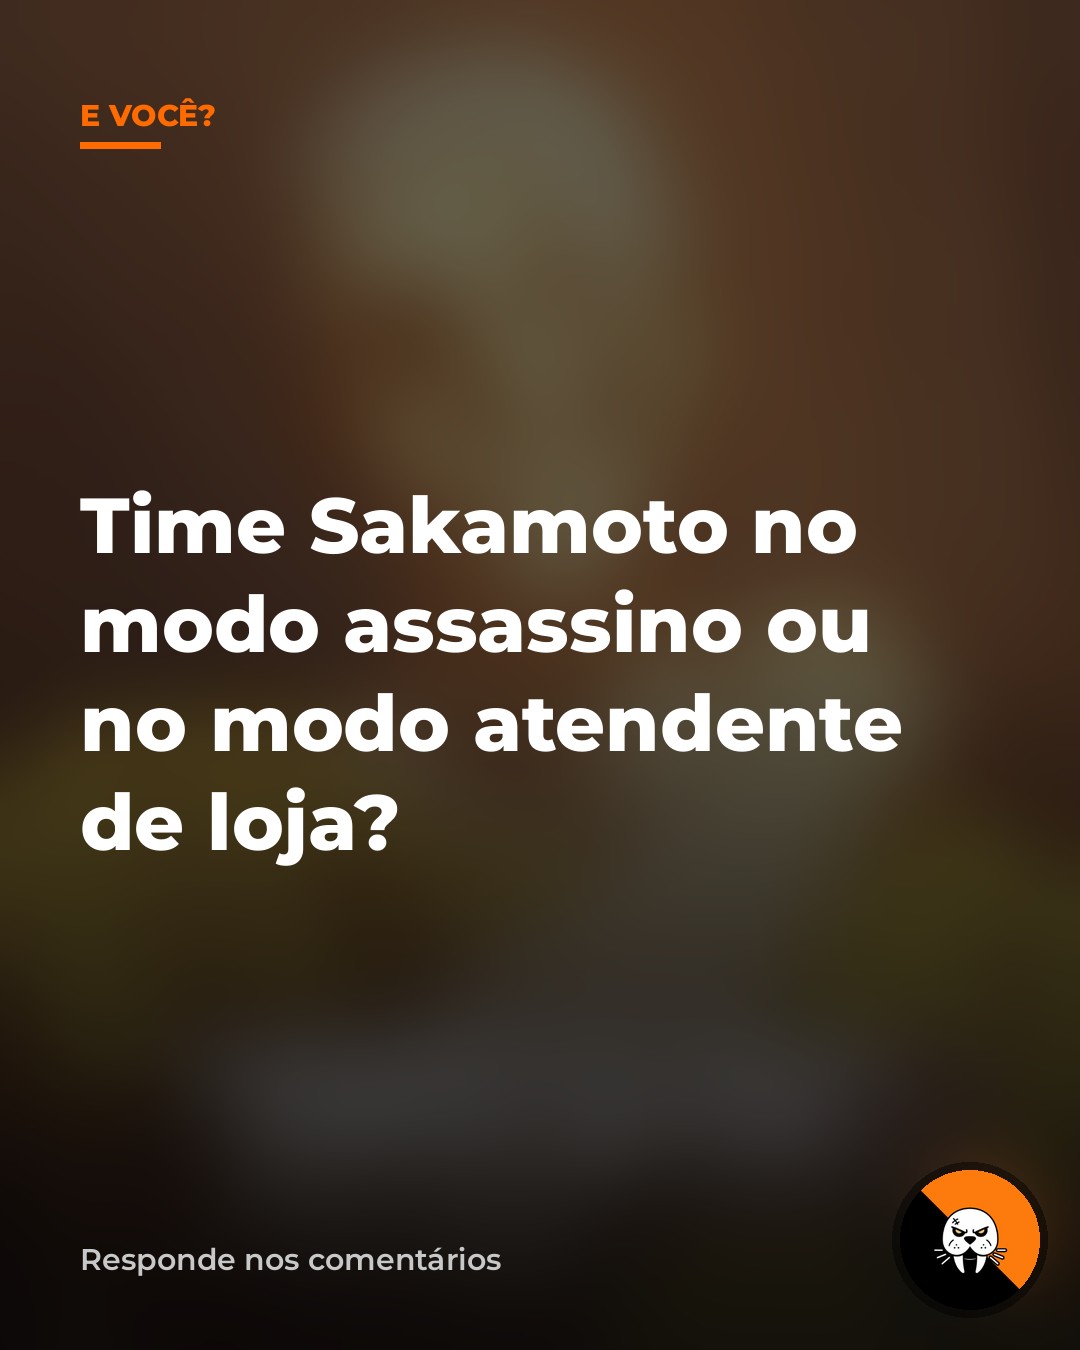 E VOCÊ?
Time Sakamoto no
modo assassino ou
no modo atendente
de loja?
Responde nos comentários